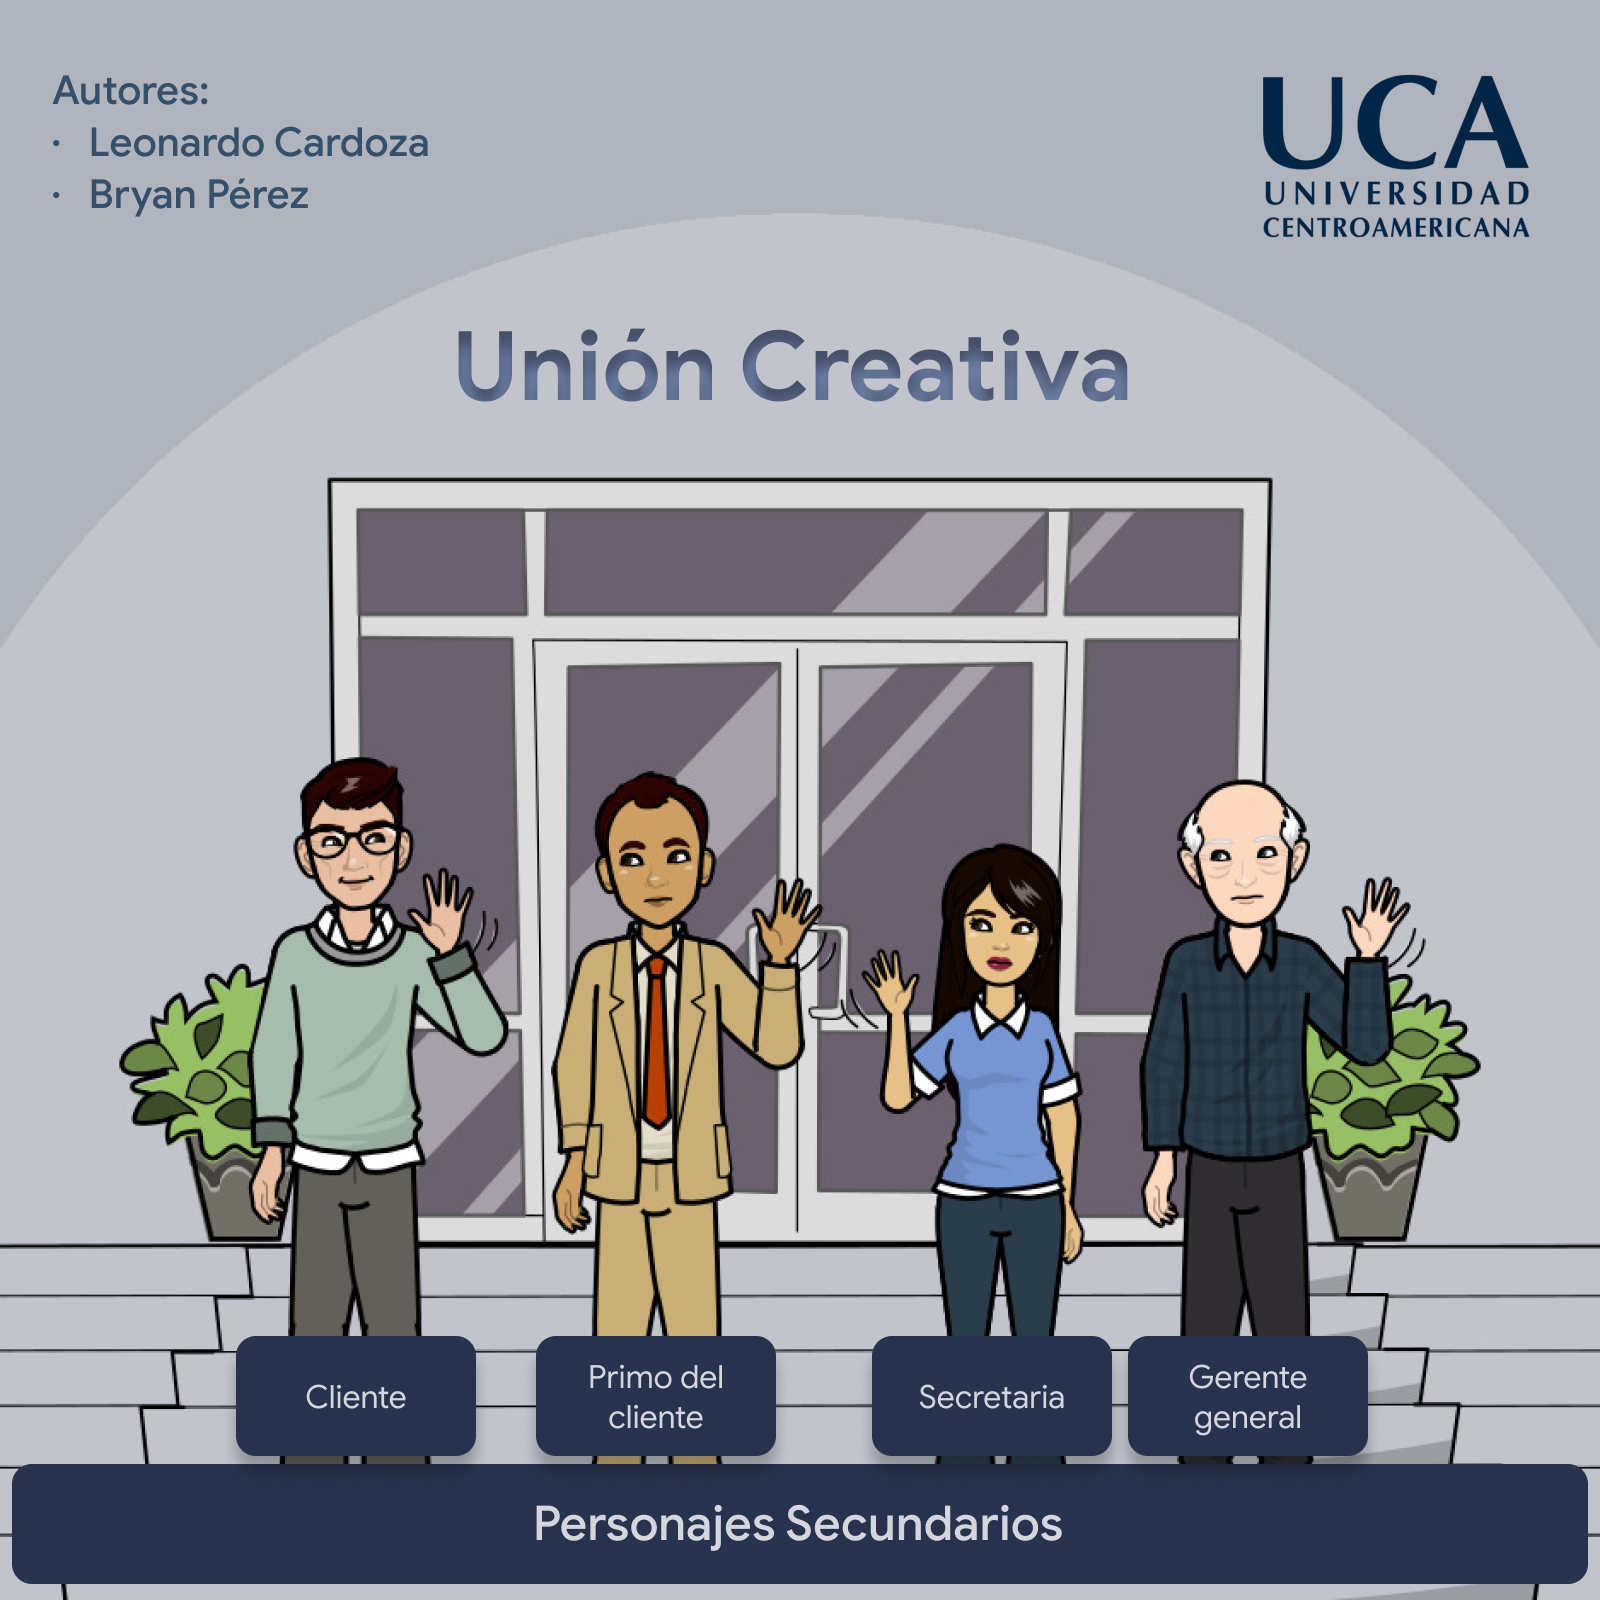 Autores:
· Leonardo Cardoza
· Bryan Pérez
UCA
UNIVERSIDAD
CENTROAMERICANA
Unión Creativa
Cliente
Primo del
cliente
Secretaria
Gerente
general
Personajes Secundarios